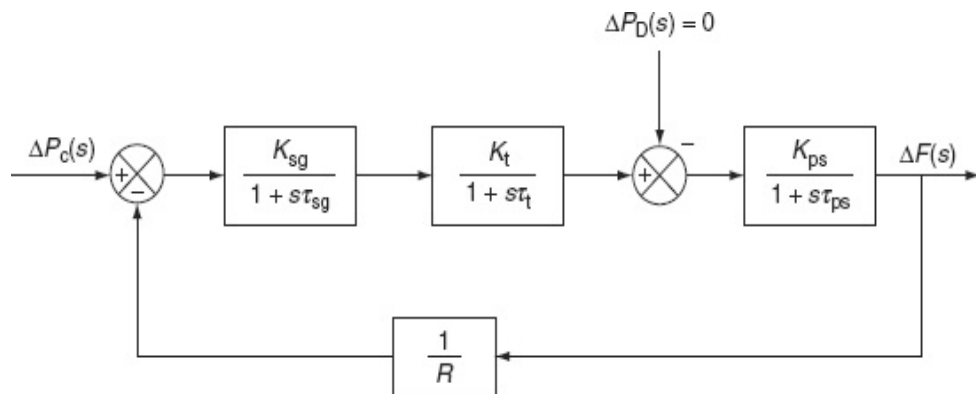 ΔP_D(s) = 0
ΔP_c(s)
+
−
K_sg
1 + sτ_sg
K_t
1 + sτ_t
+
−
K_ps
1 + sτ_ps
ΔF(s)
1
R